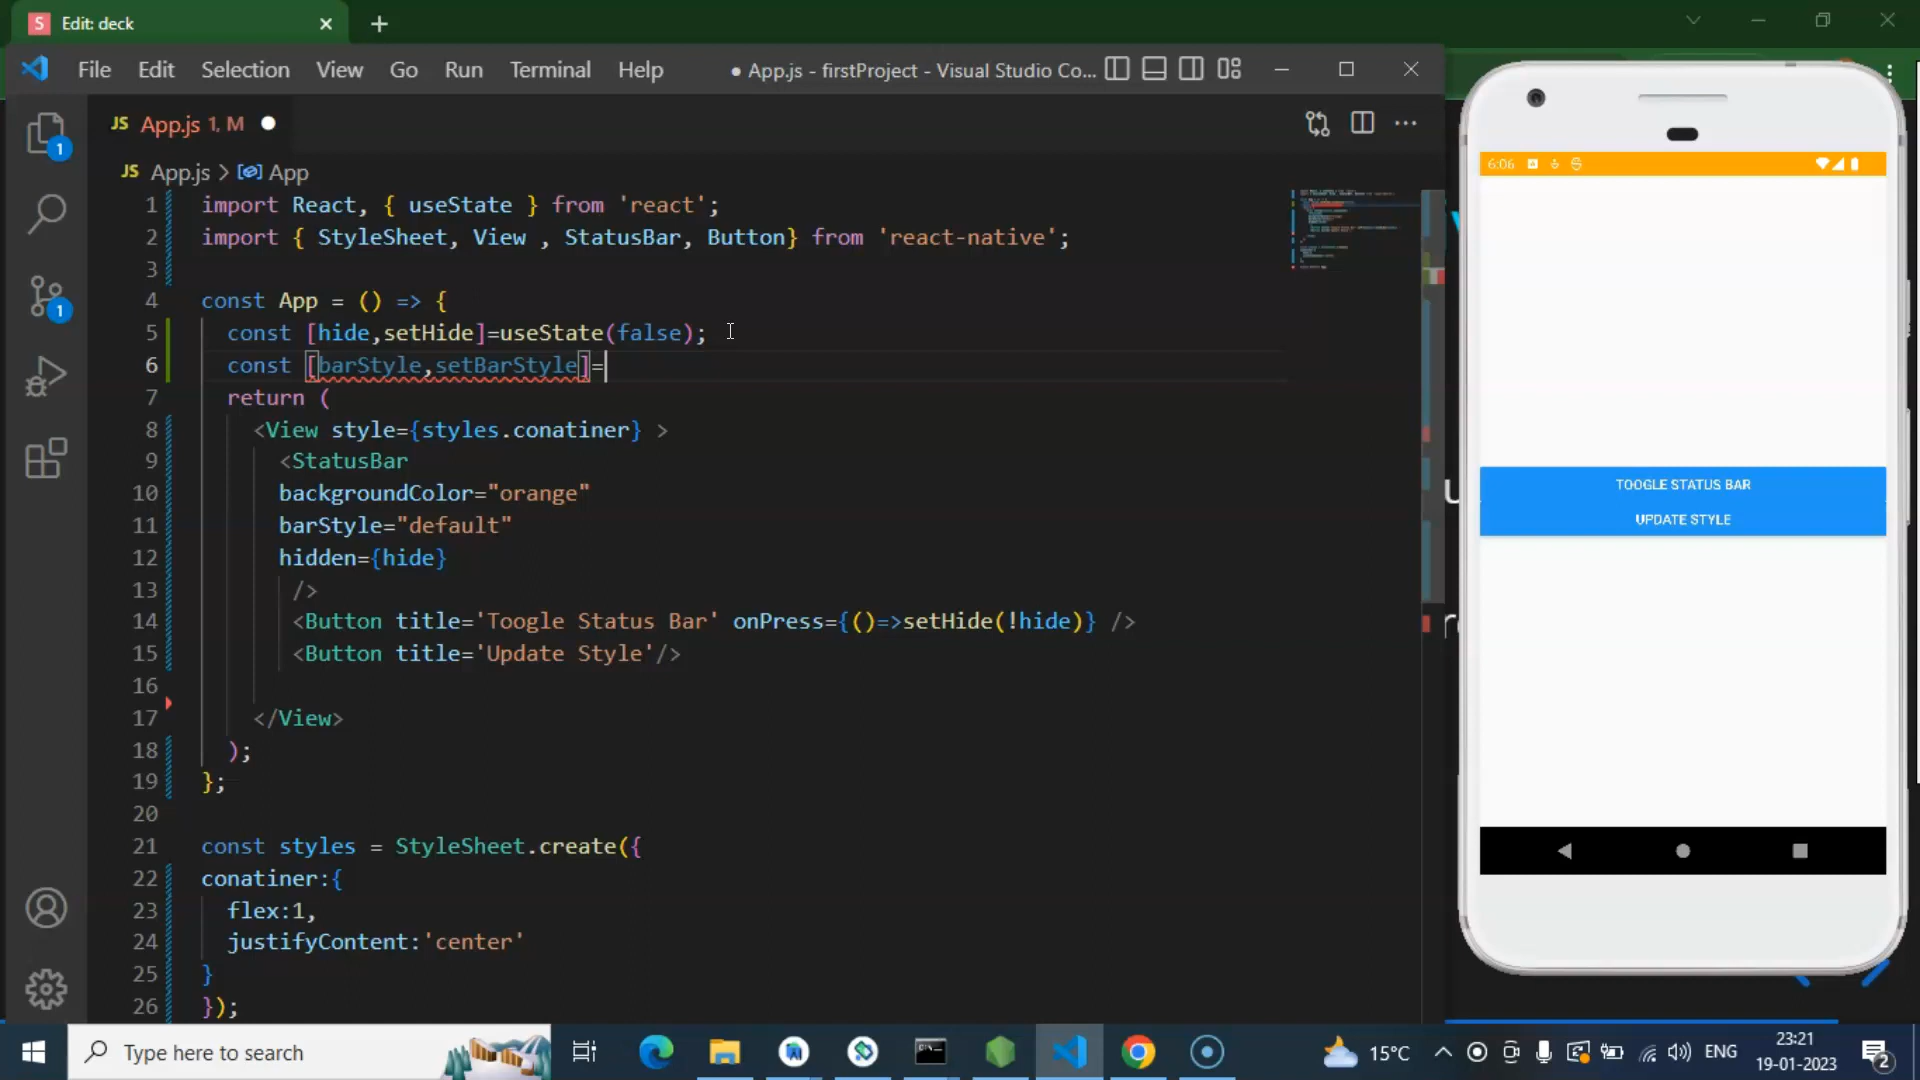 S Edit: deck
File Edit Selection View Go Run Terminal Help ● App.js - firstProject - Visual Studio Co...
JS App.js 1, M
JS App.js > App
1 import React, { useState } from 'react';
2 import { StyleSheet, View , StatusBar, Button} from 'react-native';
3
4 const App = () => {
5 const [hide,setHide]=useState(false);
6 const [barStyle,setBarStyle]=
7 return (
8 <View style={styles.conatiner} >
9 <StatusBar
10 backgroundColor="orange"
11 barStyle="default"
12 hidden={hide}
13 />
14 <Button title='Toogle Status Bar' onPress={()=>setHide(!hide)} />
15 <Button title='Update Style'/>
16
17 </View>
18 );
19 };
20
21 const styles = StyleSheet.create({
22 conatiner:{
23 flex:1,
24 justifyContent:'center'
25 }
26 });
1
1
6:06
TOOGLE STATUS BAR
UPDATE STYLE
Type here to search
15°C
ENG
23:21
19-01-2023
2